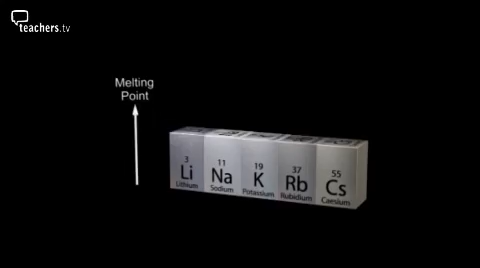 teachers.tv
Melting
Point
3
Li
Lithium
11
Na
Sodium
19
K
Potassium
37
Rb
Rubidium
55
Cs
Caesium